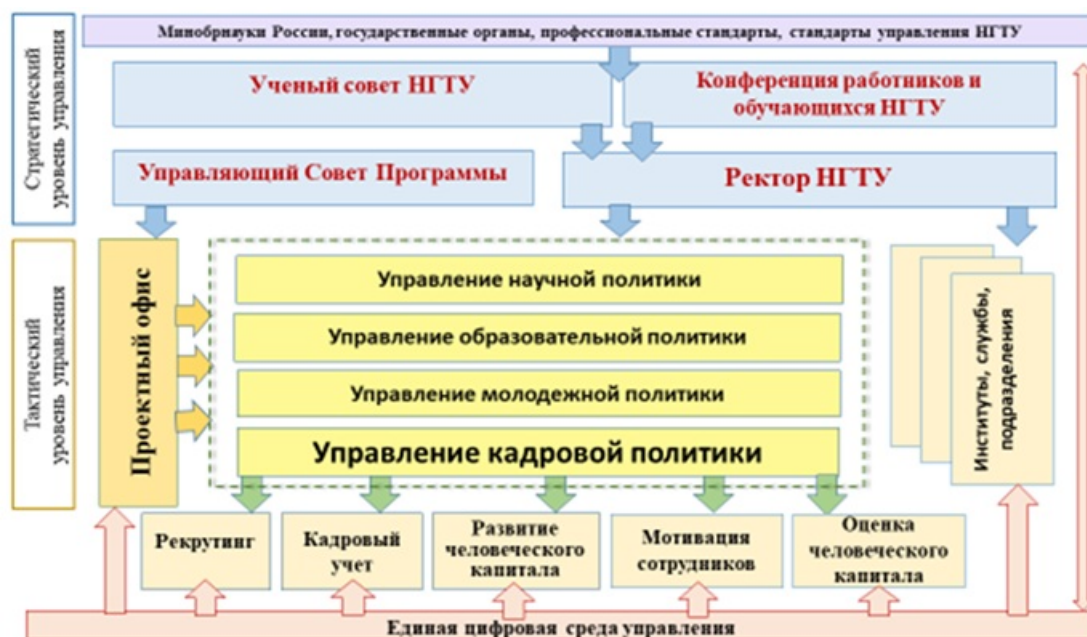 Стратегический
уровень управления
Минобрнауки России, государственные органы, профессиональные стандарты, стандарты управления НГТУ
Ученый совет НГТУ
Конференция работников и
обучающихся НГТУ
Управляющий Совет Программы
Ректор НГТУ
Тактический
уровень управления
Проектный офис
Управление научной политики
Управление образовательной политики
Управление молодежной политики
Управление кадровой политики
Институты, службы,
подразделения
Рекрутинг
Кадровый
учет
Развитие
человеческого
капитала
Мотивация
сотрудников
Оценка
человеческого
капитала
Единая цифровая среда управления